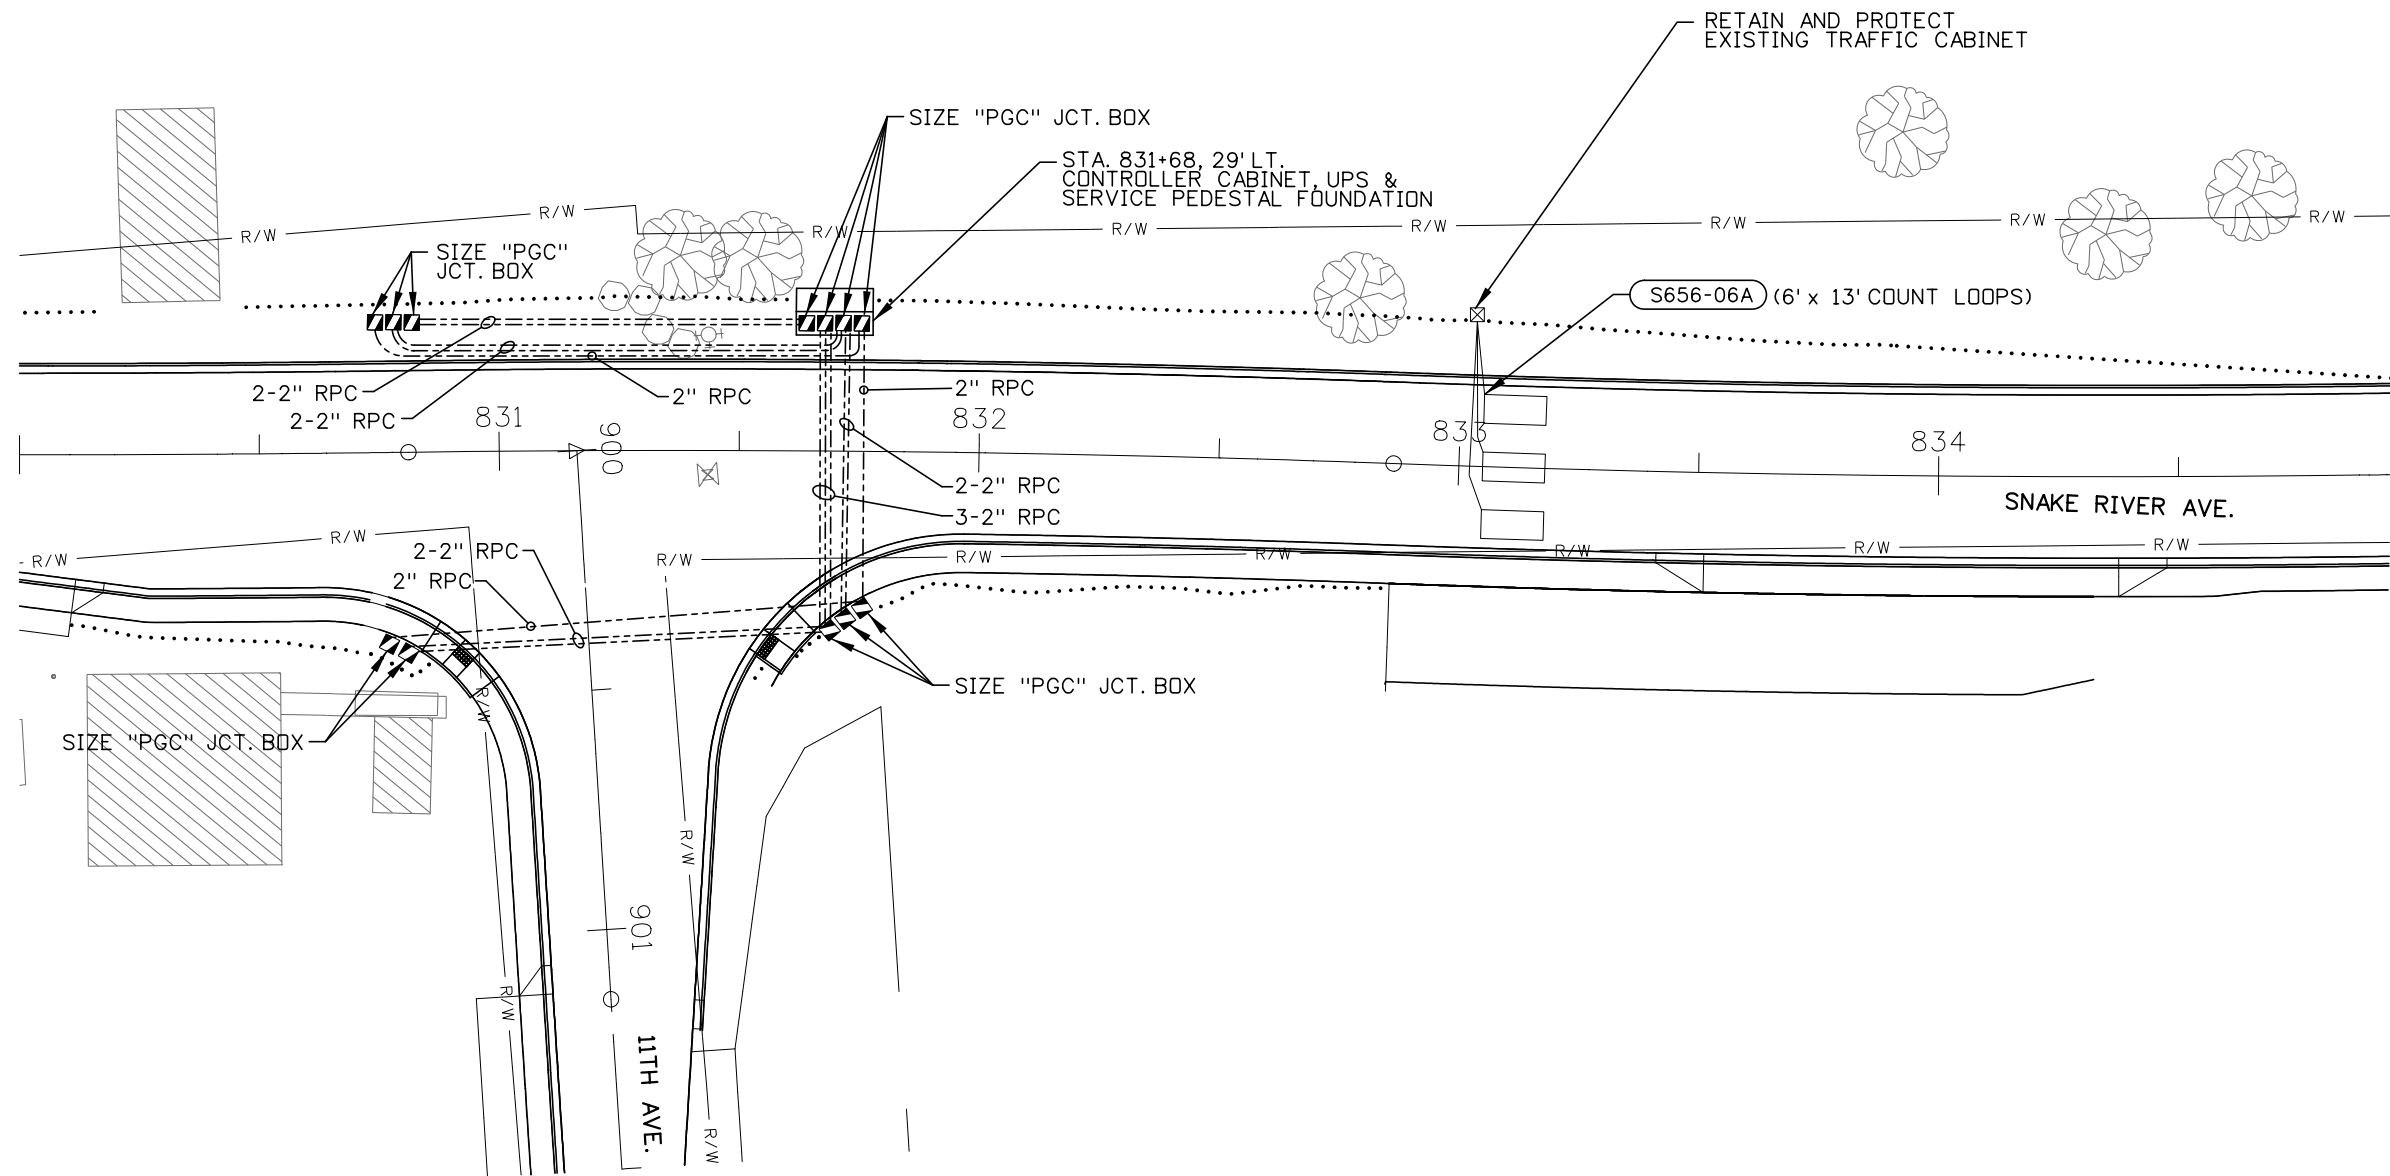 RETAIN AND PROTECT
EXISTING TRAFFIC CABINET
SIZE "PGC" JCT. BOX
STA. 831+68, 29' LT.
CONTROLLER CABINET, UPS &
SERVICE PEDESTAL FOUNDATION
R/W
R/W
R/W
R/W
R/W
R/W
R/W
R/W
SIZE "PGC"
JCT. BOX
S656-06A (6' x 13' COUNT LOOPS)
2-2" RPC
2-2" RPC
2" RPC
2" RPC
831
900
832
833
834
2-2" RPC
3-2" RPC
SNAKE RIVER AVE.
R/W
R/W
2-2" RPC
2" RPC
R/W
R/W
R/W
R/W
R/W
R/W
SIZE "PGC" JCT. BOX
R/W
SIZE "PGC" JCT. BOX
R/W
901
R/W
11TH AVE.
R/W